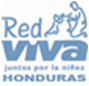 Red
viva
juntos por la niñez
HONDURAS